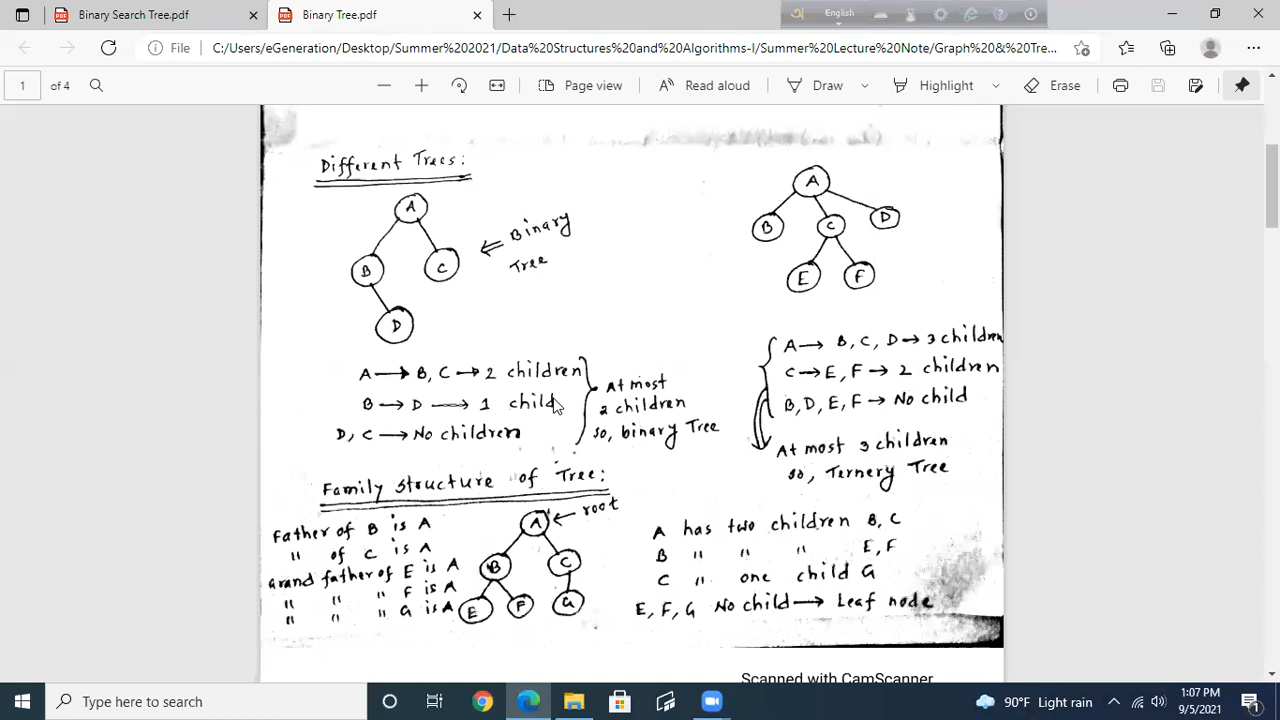 Binary Search Tree.pdf
Binary Tree.pdf
English
File
C:/Users/eGeneration/Desktop/Summer%202021/Data%20Structures%20and%20Algorithms-I/Summer%20Lecture%20Note/Graph%20&%20Tre...
1 of 4
Page view
Read aloud
Draw
Highlight
Erase
Different Trees:
A
B
C
D
⇐ Binary
Tree
A
B
C
D
E
F
A → B, C → 2 children
B → D → 1 child
D, C → No children
At most
2 children
so, binary Tree
A → B, C, D → 3 children
C → E, F → 2 children
B, D, E, F → No child
At most 3 children
so, Ternery Tree
Family structure of Tree:
Father of B is A
" of C is A
Grand father of E is A
" " " F is A
" " " G is A
A ← root
B
C
E
F
G
A has two children B, C
B " " " E, F
C " one child G
E, F, G No child → Leaf node
Scanned with CamScanner
Type here to search
90°F Light rain
1:07 PM
9/5/2021